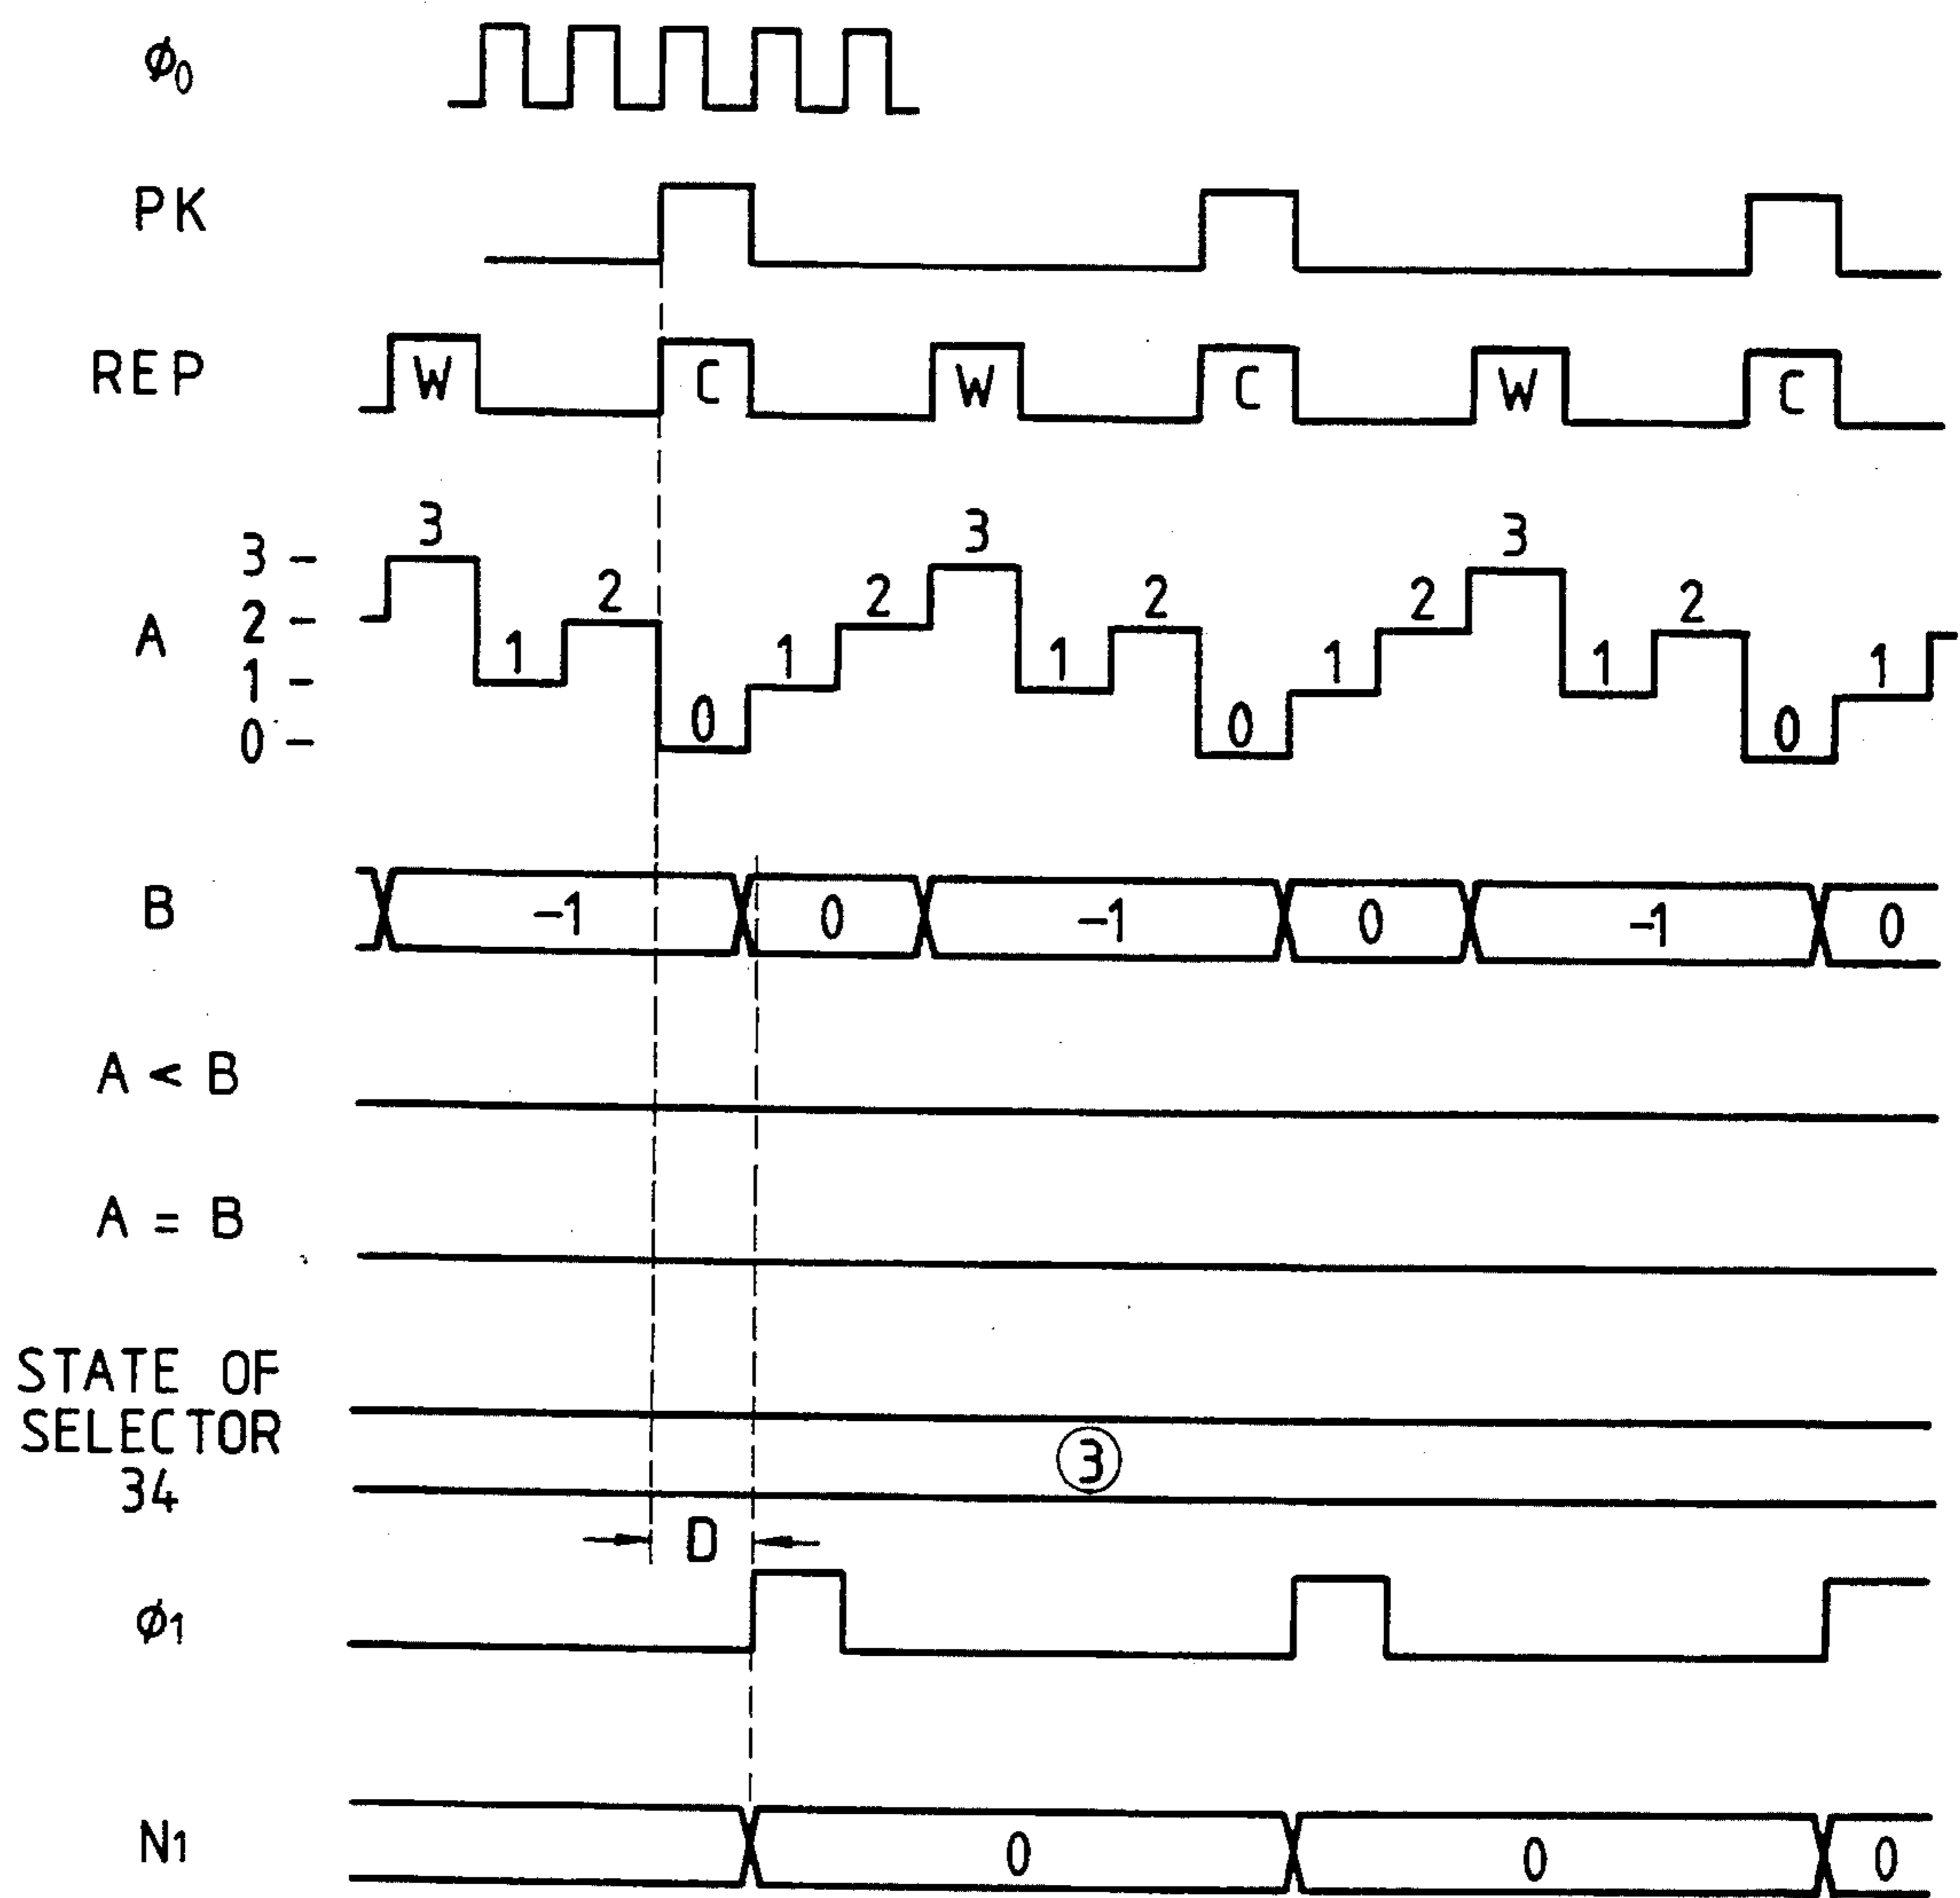 ϕ0
PK
REP W C W C W C
3 3 3
3 –
2 2 2 2 2
A 2 –
1 1 1 1 1
1 –
0 0 0
0 –
B –1 0 –1 0 –1 0
A < B
A = B
STATE OF
SELECTOR
34
③
D
ϕ1
N1 0 0 0